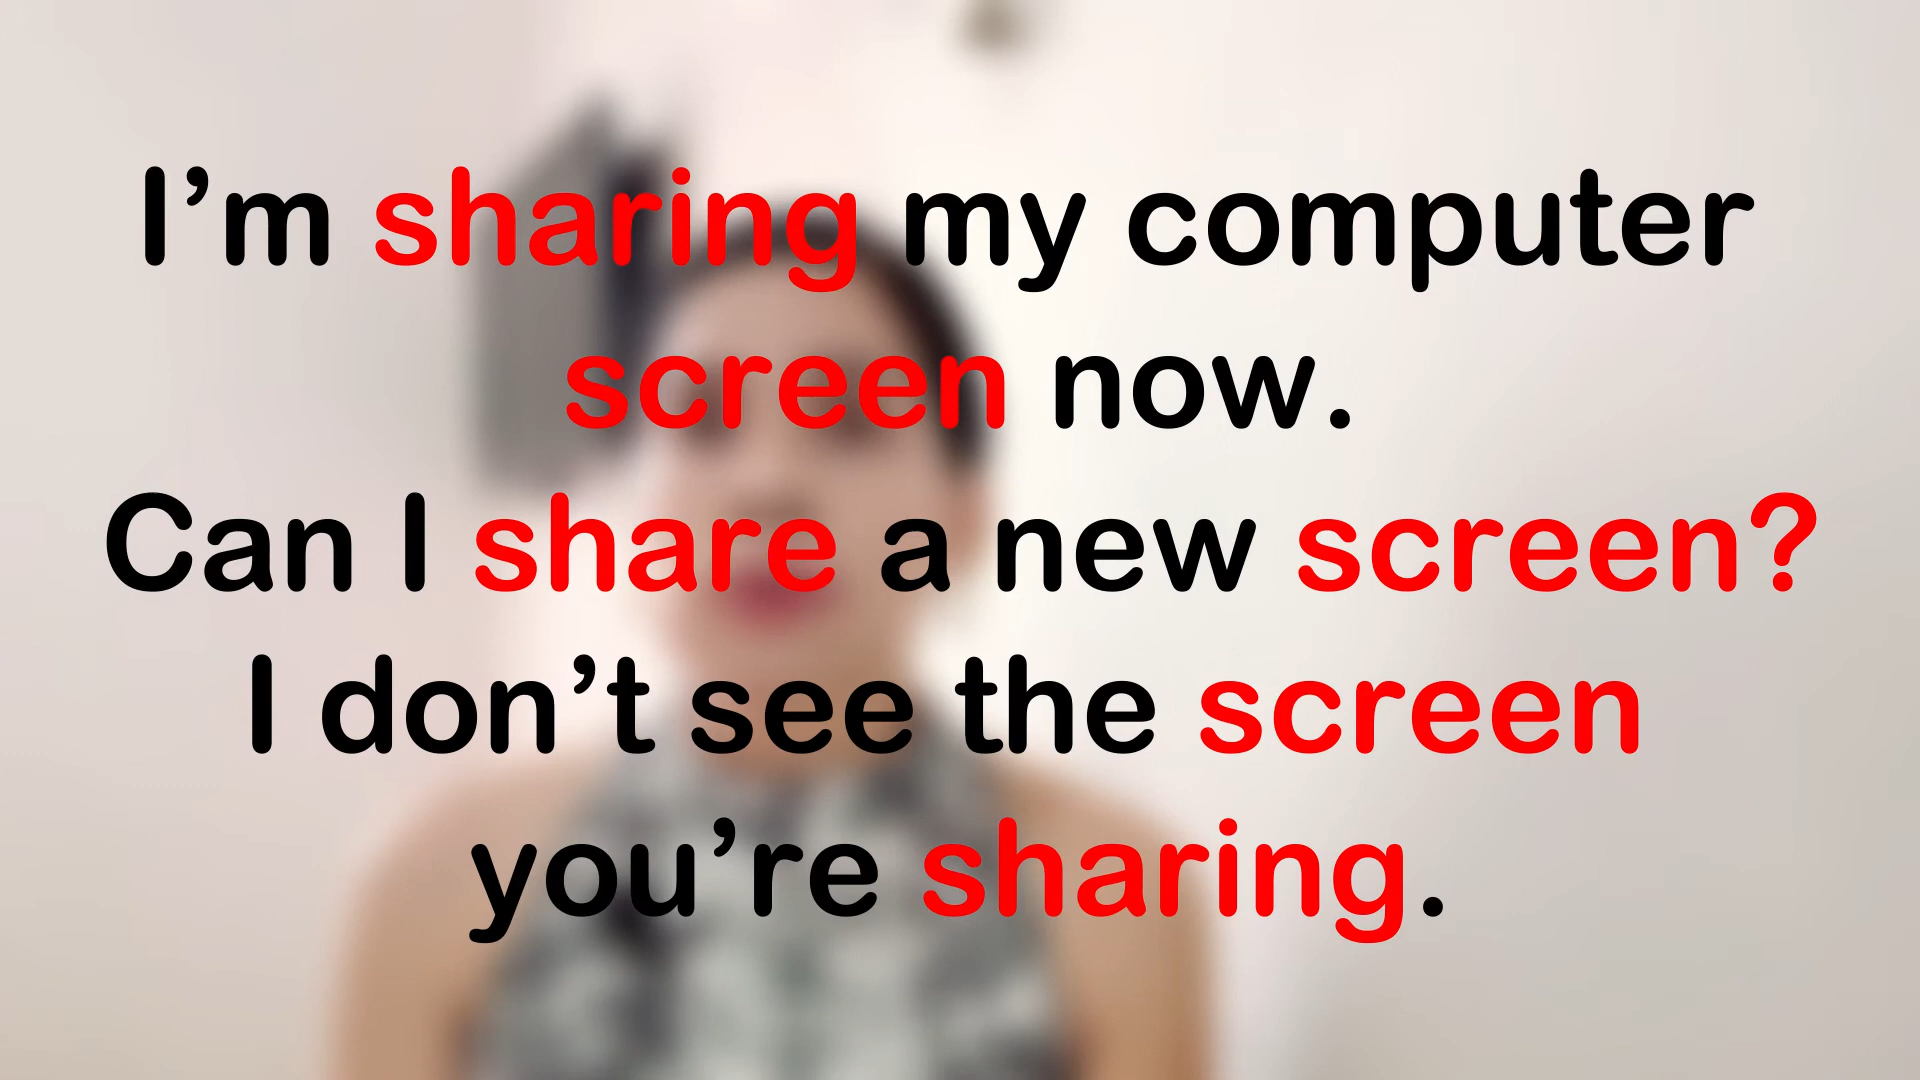 I’m sharing my computer
screen now.
Can I share a new screen?
I don’t see the screen
you’re sharing.